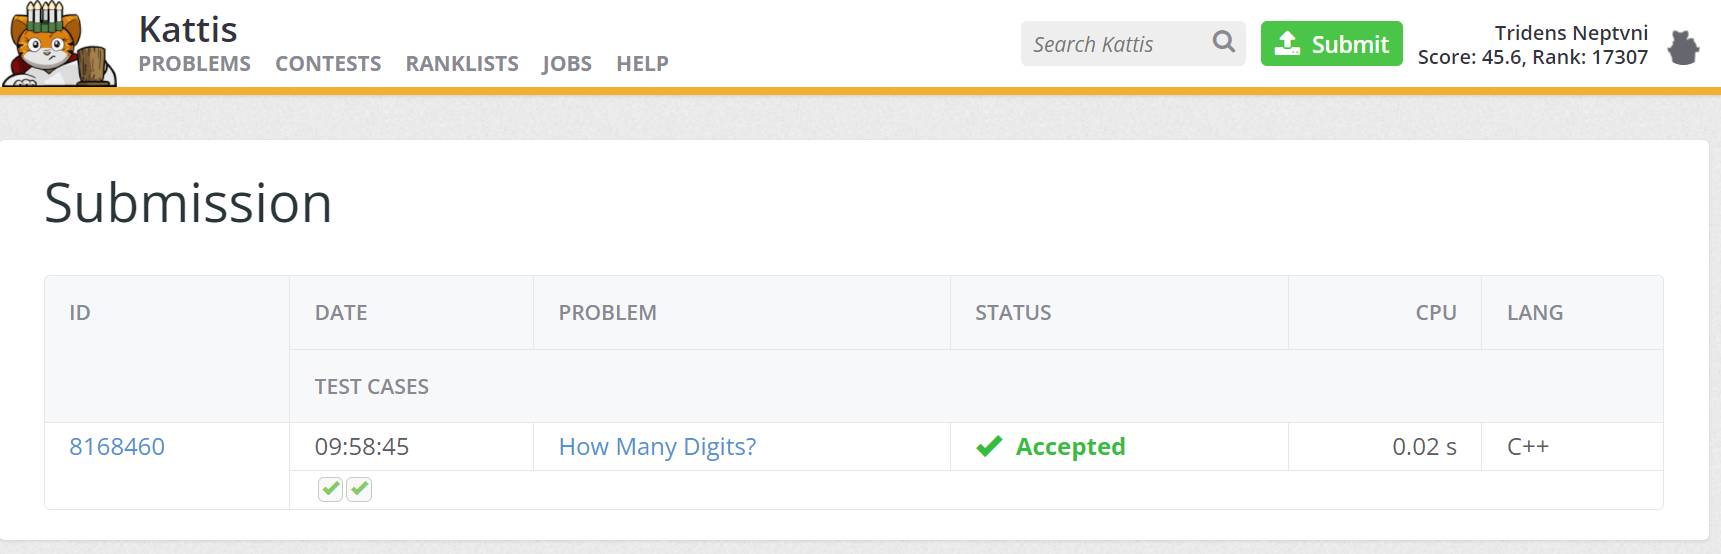 Kattis
PROBLEMS CONTESTS RANKLISTS JOBS HELP
Search Kattis
Submit
Tridens Neptvni
Score: 45.6, Rank: 17307
Submission
ID DATE PROBLEM STATUS CPU LANG
TEST CASES
8168460 09:58:45 How Many Digits? Accepted 0.02 s C++